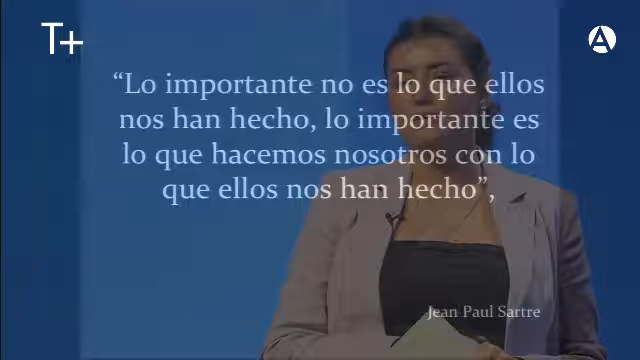 T+
A
“Lo importante no es lo que ellos
nos han hecho, lo importante es
lo que hacemos nosotros con lo
que ellos nos han hecho”,
Jean Paul Sartre